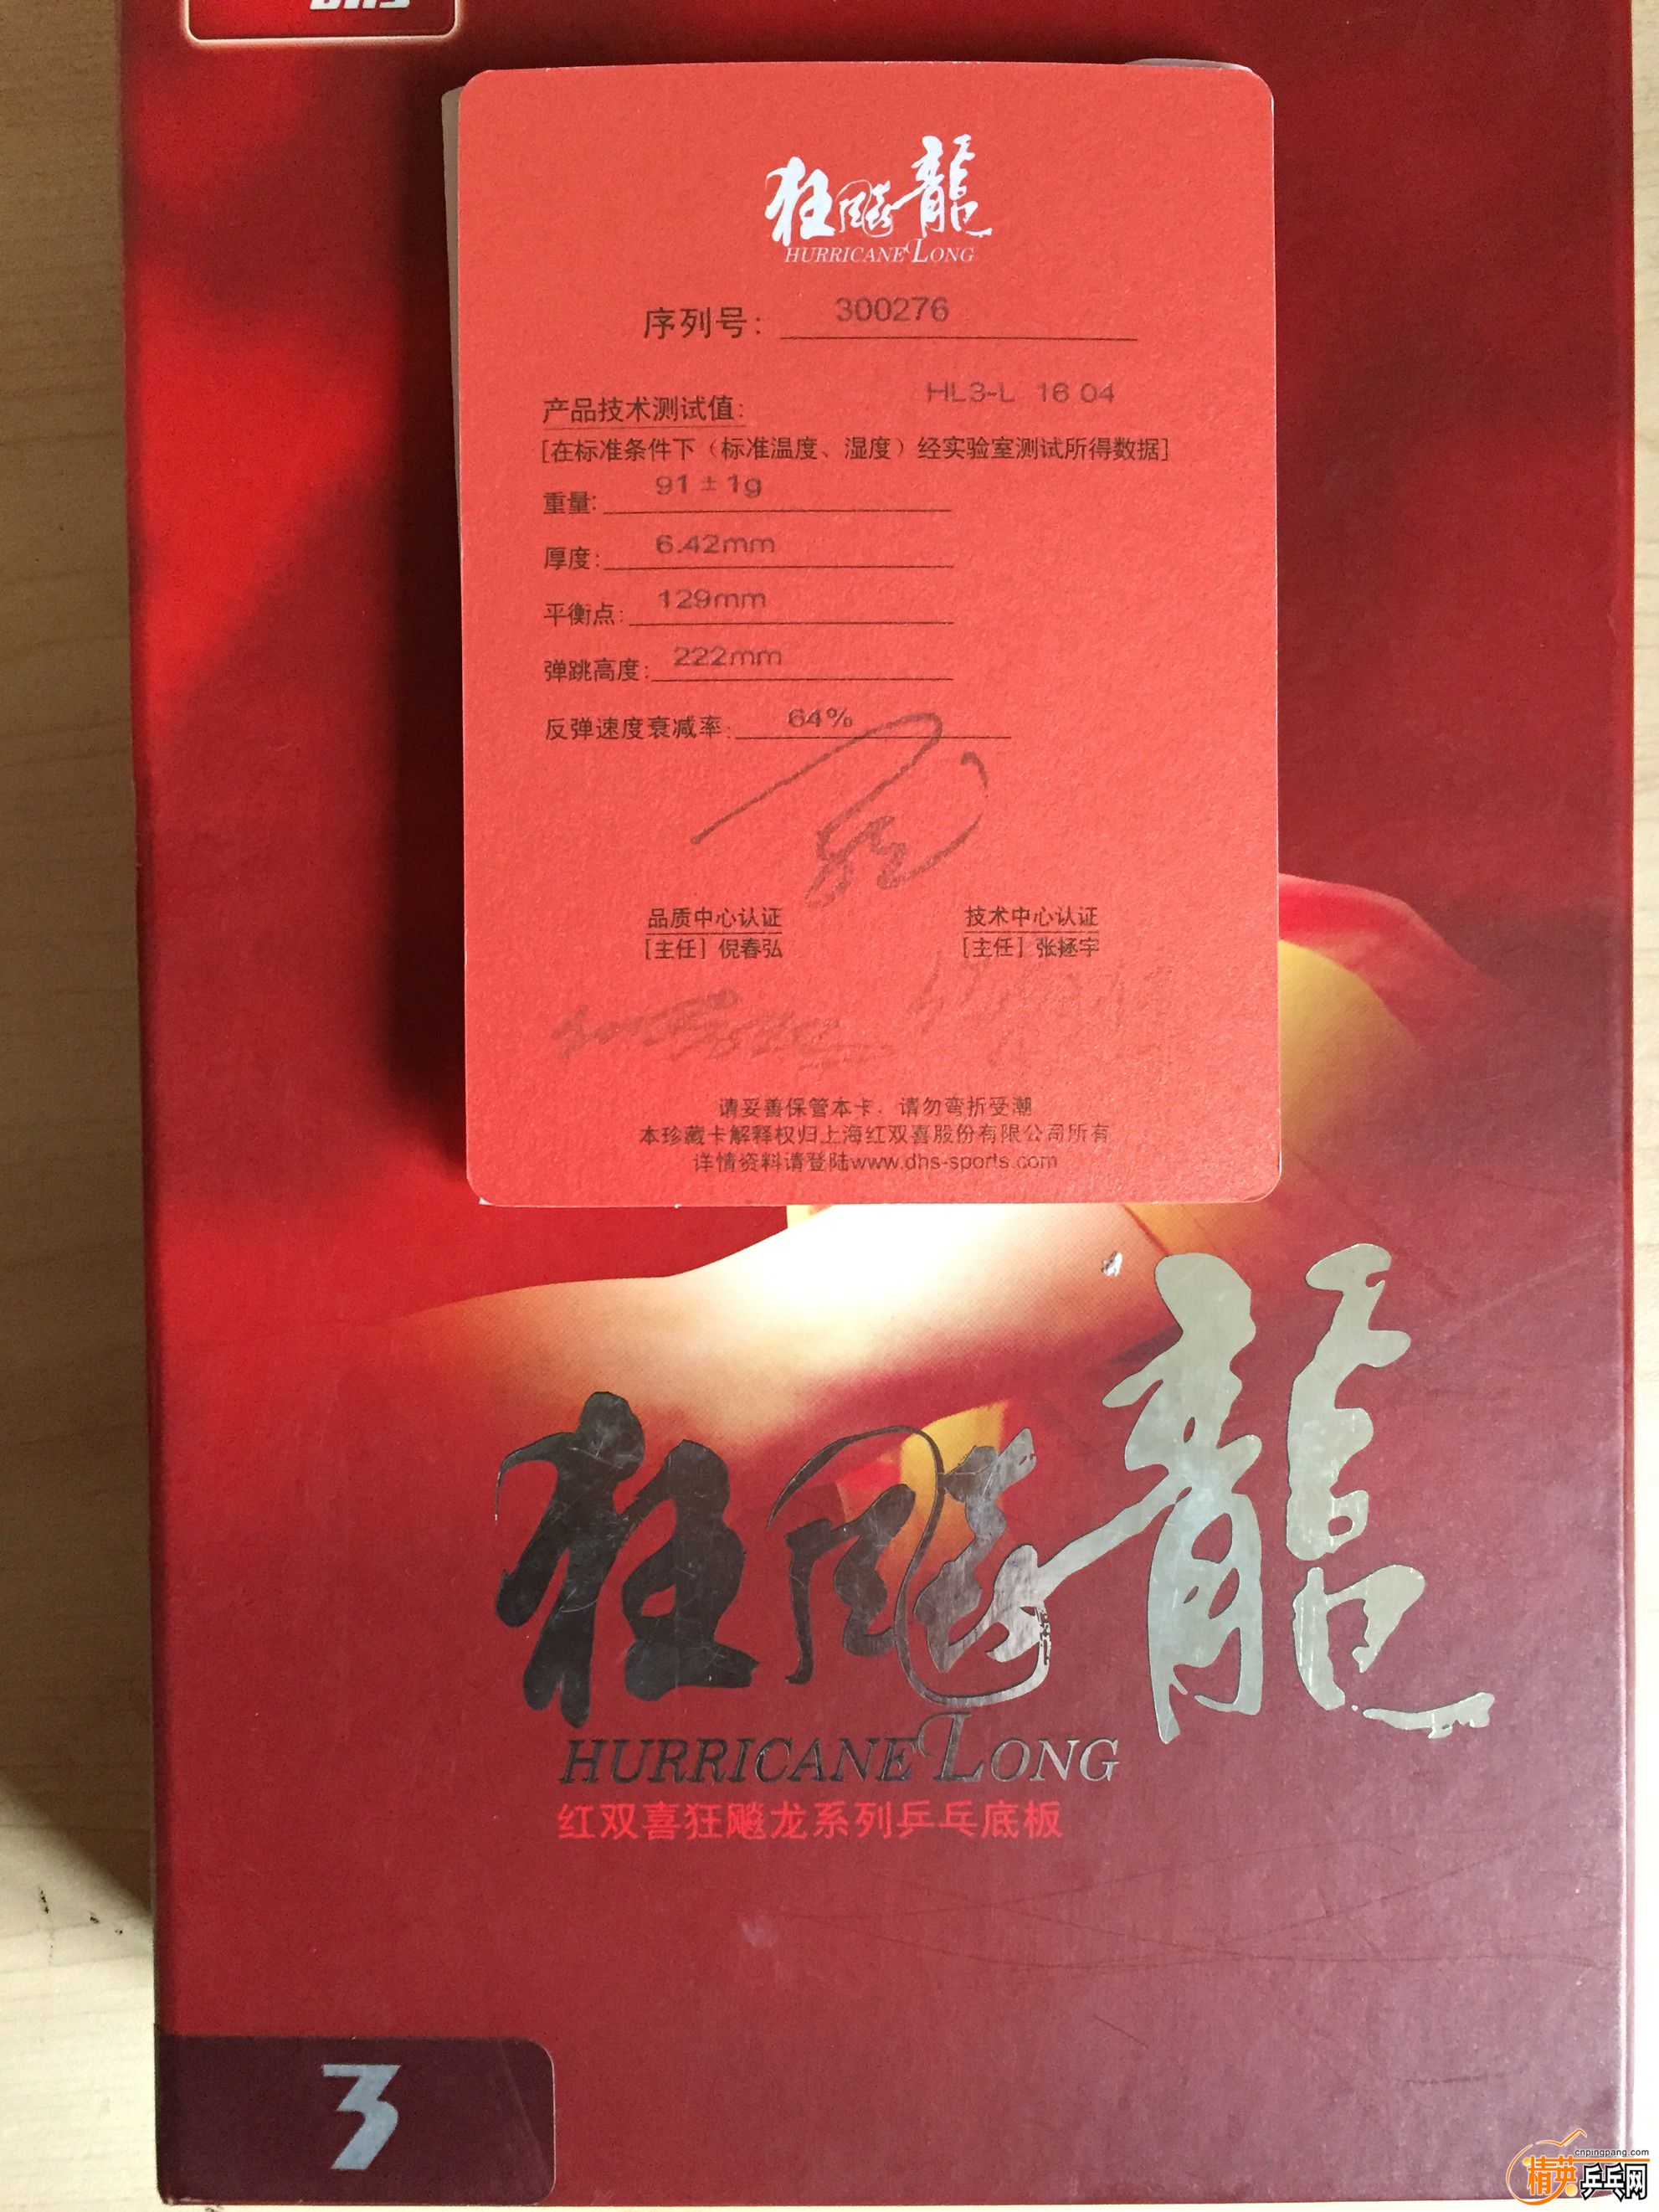 DHS
狂飚龍
HURRICANE LONG
序列号: 300276
HL3-L 16 04
产品技术测试值:
[在标准条件下（标准温度、湿度）经实验室测试所得数据]
重量: 91±1g
厚度: 6.42mm
平衡点: 129mm
弹跳高度: 222mm
反弹速度衰减率: 64%
品质中心认证 技术中心认证
[主任] 倪春弘 [主任] 张拯宇
请妥善保管本卡，请勿弯折受潮
本珍藏卡解释权归上海红双喜股份有限公司所有
详情资料请登陆www.dhs-sports.com
狂飚龍
HURRICANE LONG
红双喜狂飚龙系列乒乓底板
3
cnpingpang.com
精英乒乓网